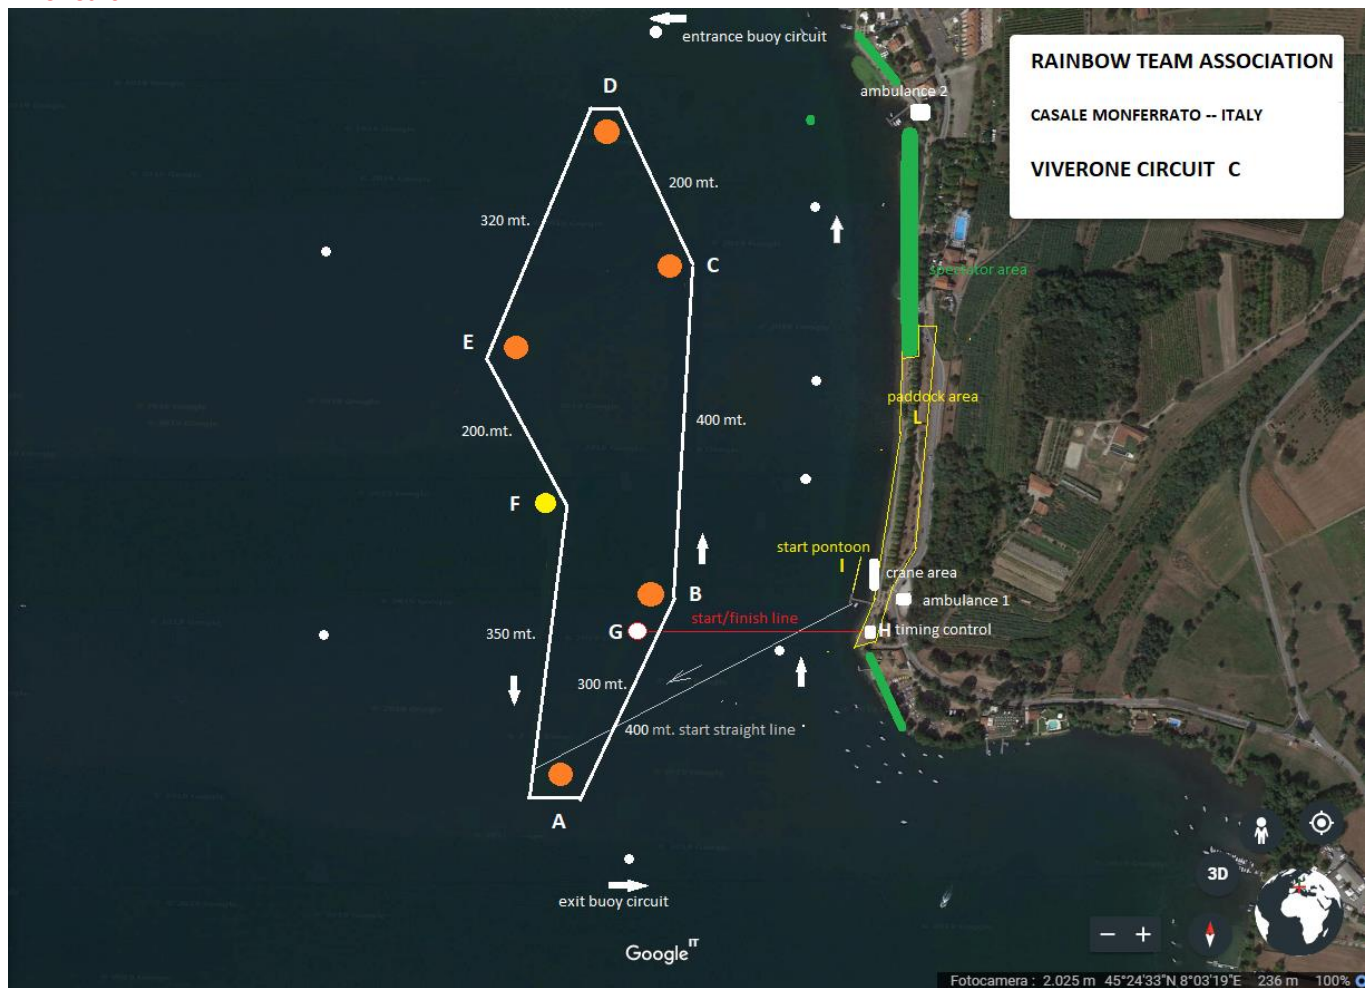 entrance buoy circuit
RAINBOW TEAM ASSOCIATION
CASALE MONFERRATO -- ITALY
VIVERONE CIRCUIT C
D
ambulance 2
200 mt.
320 mt.
C
spectator area
E
paddock area
L
400 mt.
200.mt.
F
start pontoon
I
crane area
B
ambulance 1
start/finish line
G
H timing control
350 mt.
300 mt.
400 mt. start straight line
A
exit buoy circuit
3D
Google
IT
Fotocamera : 2.025 m 45°24'33"N 8°03'19"E 236 m 100%